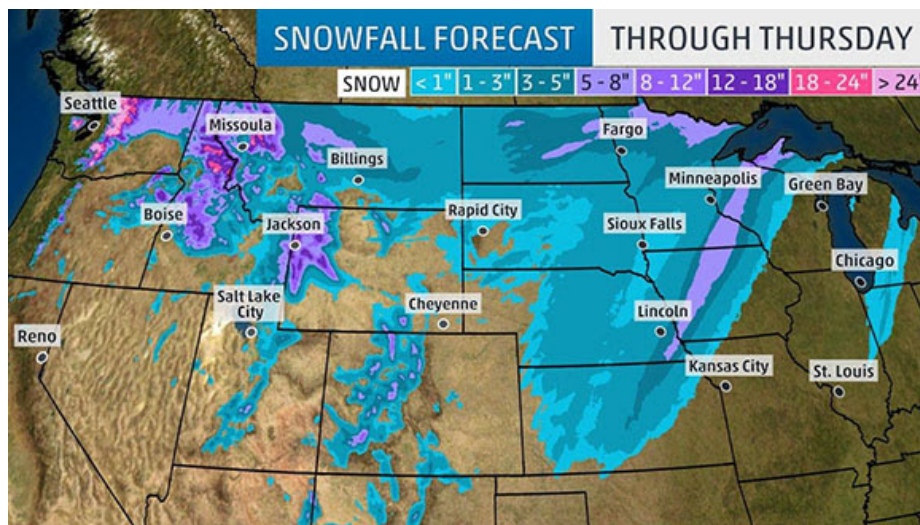 SNOWFALL FORECAST THROUGH THURSDAY
SNOW < 1" 1 - 3" 3 - 5" 5 - 8" 8 - 12" 12 - 18" 18 - 24" > 24
Seattle
Missoula
Fargo
Billings
Minneapolis
Green Bay
Boise
Jackson
Rapid City
Sioux Falls
Chicago
Salt Lake
City
Cheyenne
Lincoln
Reno
Kansas City
St. Louis